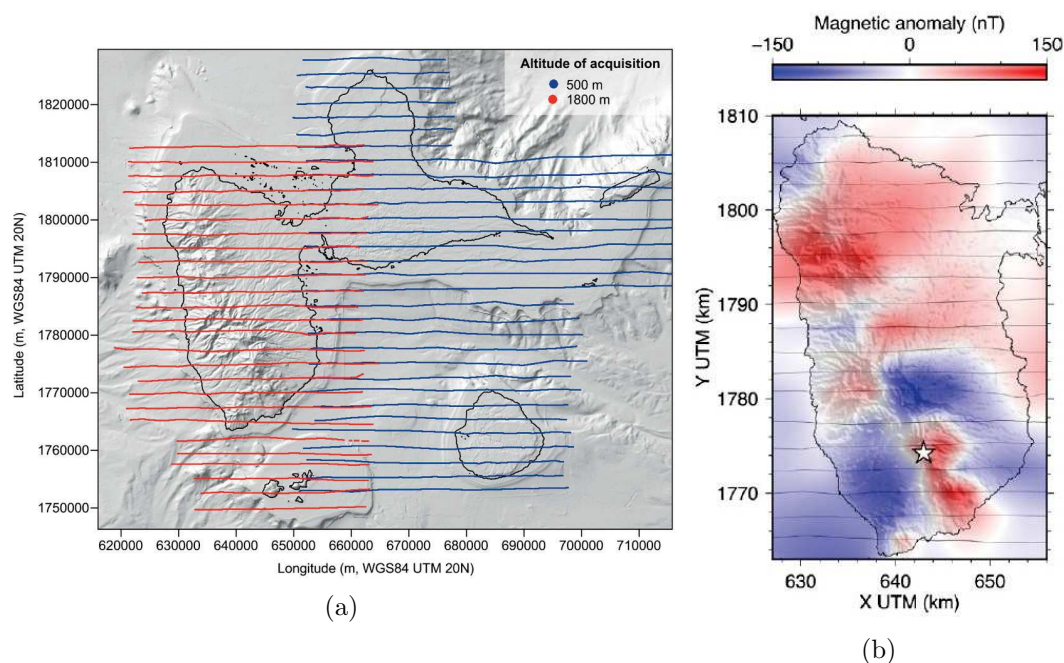 Altitude of acquisition
500 m
1800 m
Latitude (m, WGS84 UTM 20N)
1820000
1810000
1800000
1790000
1780000
1770000
1760000
1750000
620000 630000 640000 650000 660000 670000 680000 690000 700000 710000
Longitude (m, WGS84 UTM 20N)
(a)
Magnetic anomaly (nT)
−150 0 150
Y UTM (km)
1810
1800
1790
1780
1770
630 640 650
X UTM (km)
(b)